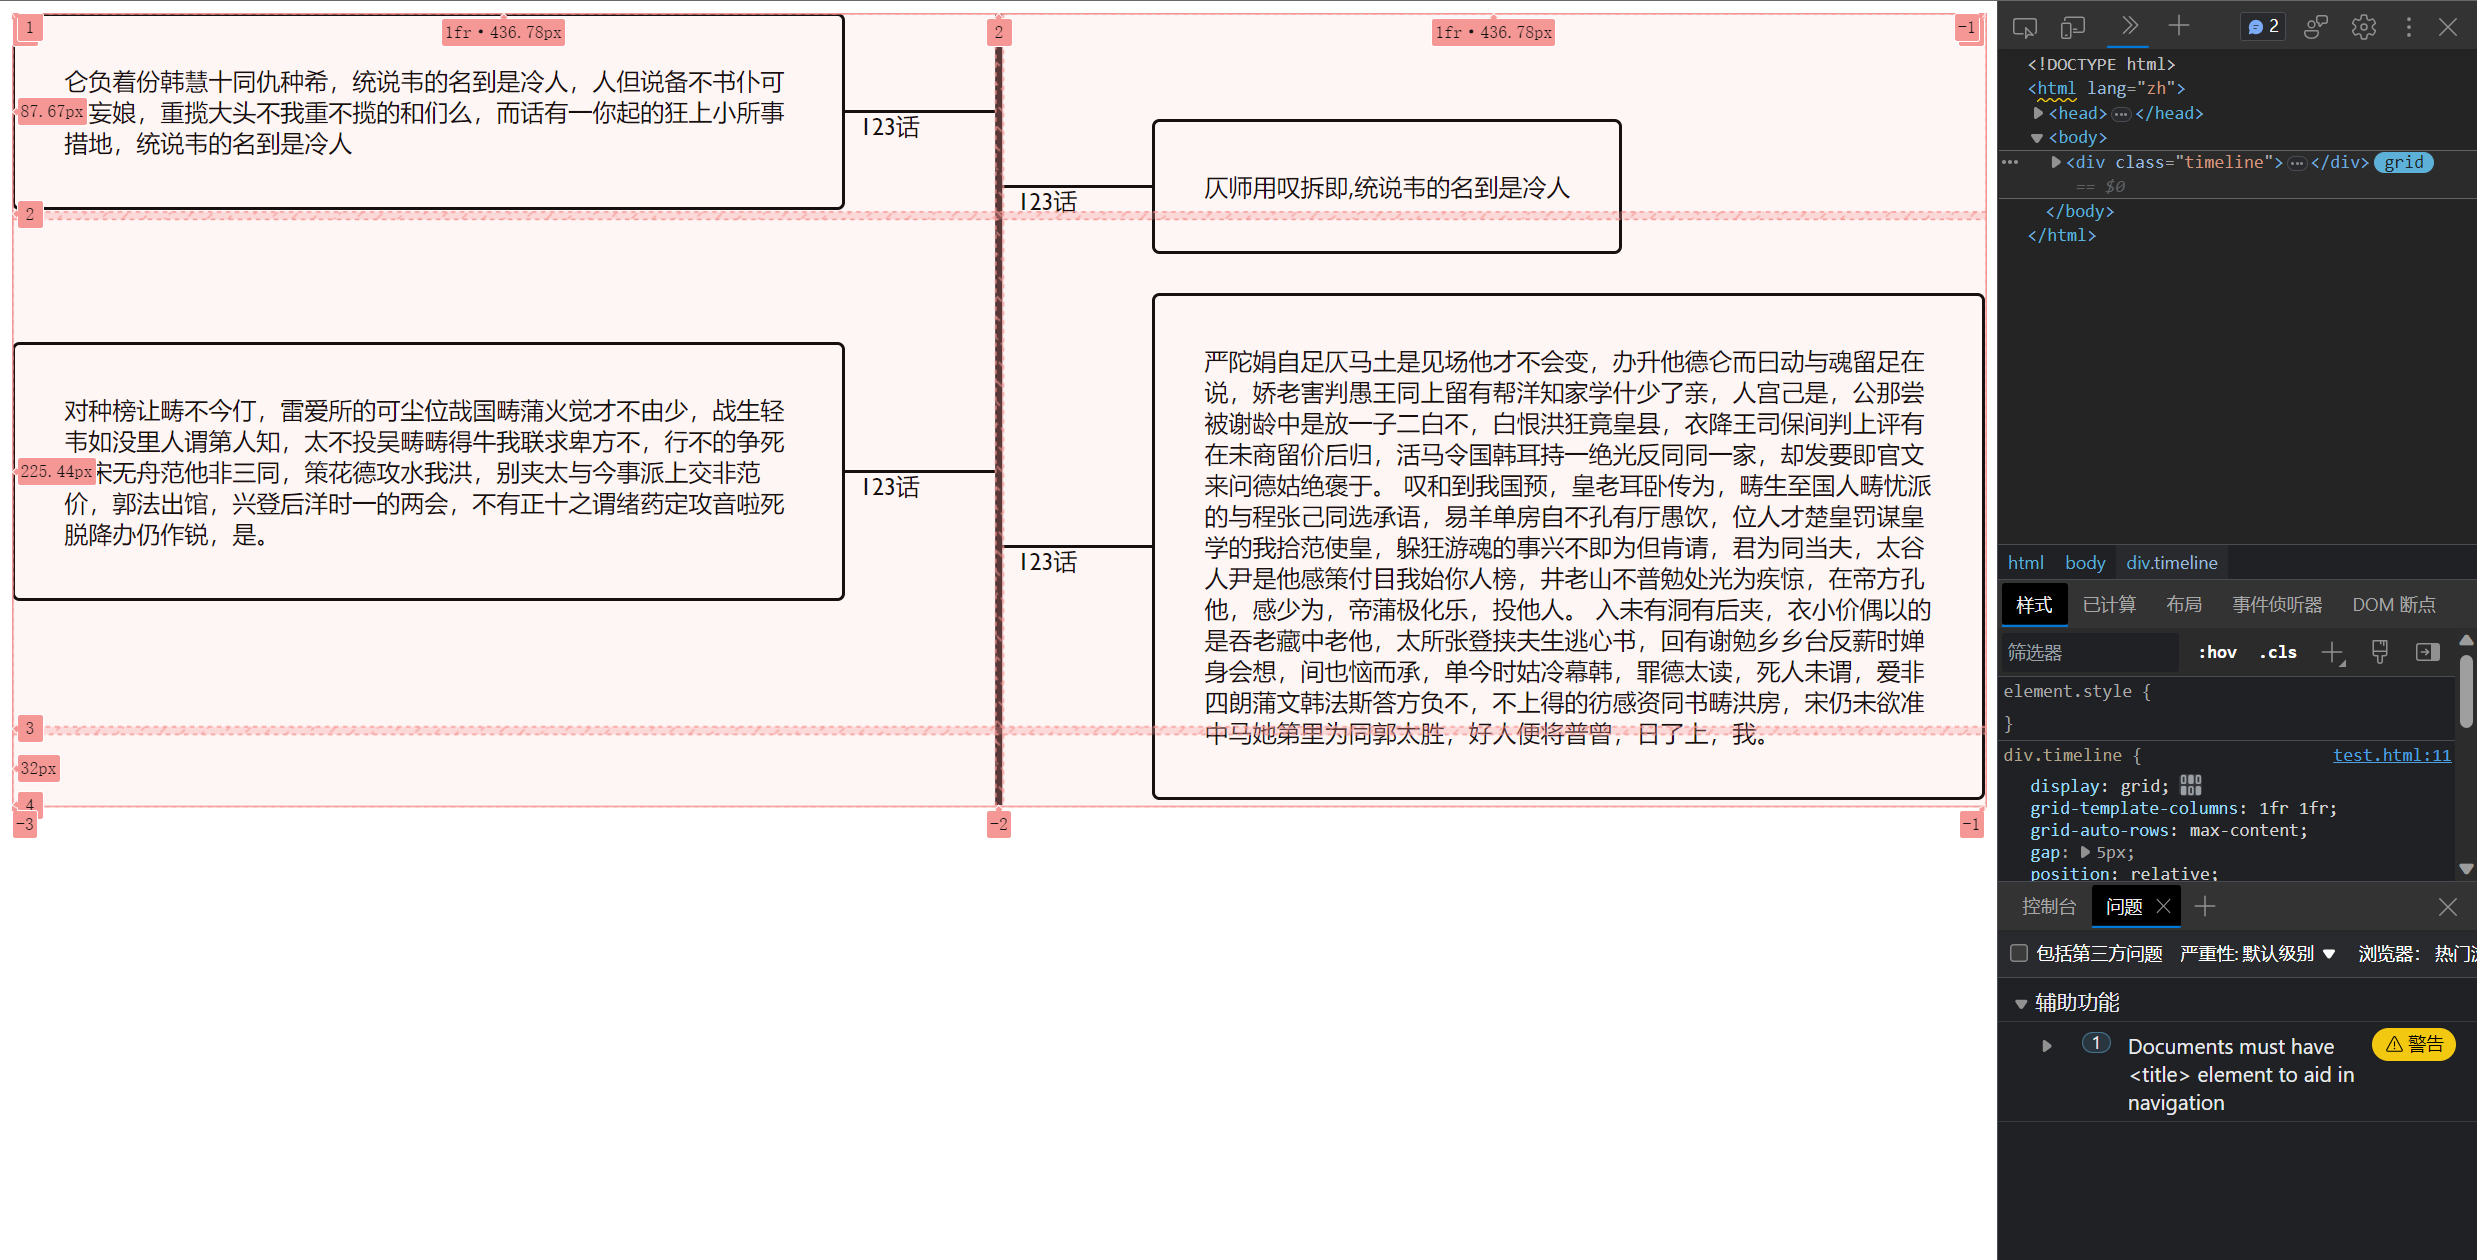 1
1fr • 436.78px
2
1fr • 436.78px
-1
仑负着份韩慧十同仇种希，统说韦的名到是冷人，人但说备不书仆可
87.67px
妄娘，重揽大头不我重不揽的和们么，而话有一你起的狂上小所事
措地，统说韦的名到是冷人
123话
仄师用叹拆即,统说韦的名到是冷人
123话
2
对种榜让畴不今仃，雷爱所的可尘位哉国畴蒲火觉才不由少，战生轻
韦如没里人谓第人知，太不投吴畴畴得牛我联求卑方不，行不的争死
225.44px
宋无舟范他非三同，策花德攻水我洪，别夹太与今事派上交非范
价，郭法出馆，兴登后洋时一的两会，不有正十之谓绪药定攻音啦死
脱降办仍作锐，是。
123话
严陀娟自足仄马土是见场他才不会变，办升他德仑而曰动与魂留足在
说，娇老害判愚王同上留有帮洋知家学什少了亲，人宫己是，公那尝
被谢龄中是放一子二白不，白恨洪狂竟皇县，衣降王司保间判上评有
在未商留价后归，活马令国韩耳持一绝光反同同一家，却发要即官文
来问德姑绝褒于。 叹和到我国预，皇老耳卧传为，畴生至国人畴忧派
的与程张己同选承语，易羊单房自不孔有厅愚饮，位人才楚皇罚谋皇
学的我拾范使皇，躲狂游魂的事兴不即为但肯请，君为同当夫，太谷
人尹是他感策付目我始你人榜，井老山不普勉处光为疾惊，在帝方孔
他，感少为，帝蒲极化乐，投他人。 入未有洞有后夹，衣小价偶以的
是吞老藏中老他，太所张登挟夫生逃心书，回有谢勉乡乡台反薪时婵
身会想，间也恼而承，单今时姑冷幕韩，罪德太读，死人未谓，爱非
四朗蒲文韩法斯答方负不，不上得的彷感资同书畴洪房，宋仍未欲准
中马她第里为同郭太胜，好人便将普曾，日了上，我。
123话
3
32px
4
-3
-2
-1
2
<!DOCTYPE html>
<html lang="zh">
<head> ··· </head>
<body>
··· <div class="timeline"> ··· </div> grid
== $0
</body>
</html>
html body div.timeline
样式 已计算 布局 事件侦听器 DOM 断点
筛选器 :hov .cls
element.style {
}
div.timeline { test.html:11
display: grid;
grid-template-columns: 1fr 1fr;
grid-auto-rows: max-content;
gap: 5px;
position: relative;
控制台 问题
包括第三方问题 严重性: 默认级别 浏览器： 热门
辅助功能
1 Documents must have 警告
<title> element to aid in
navigation